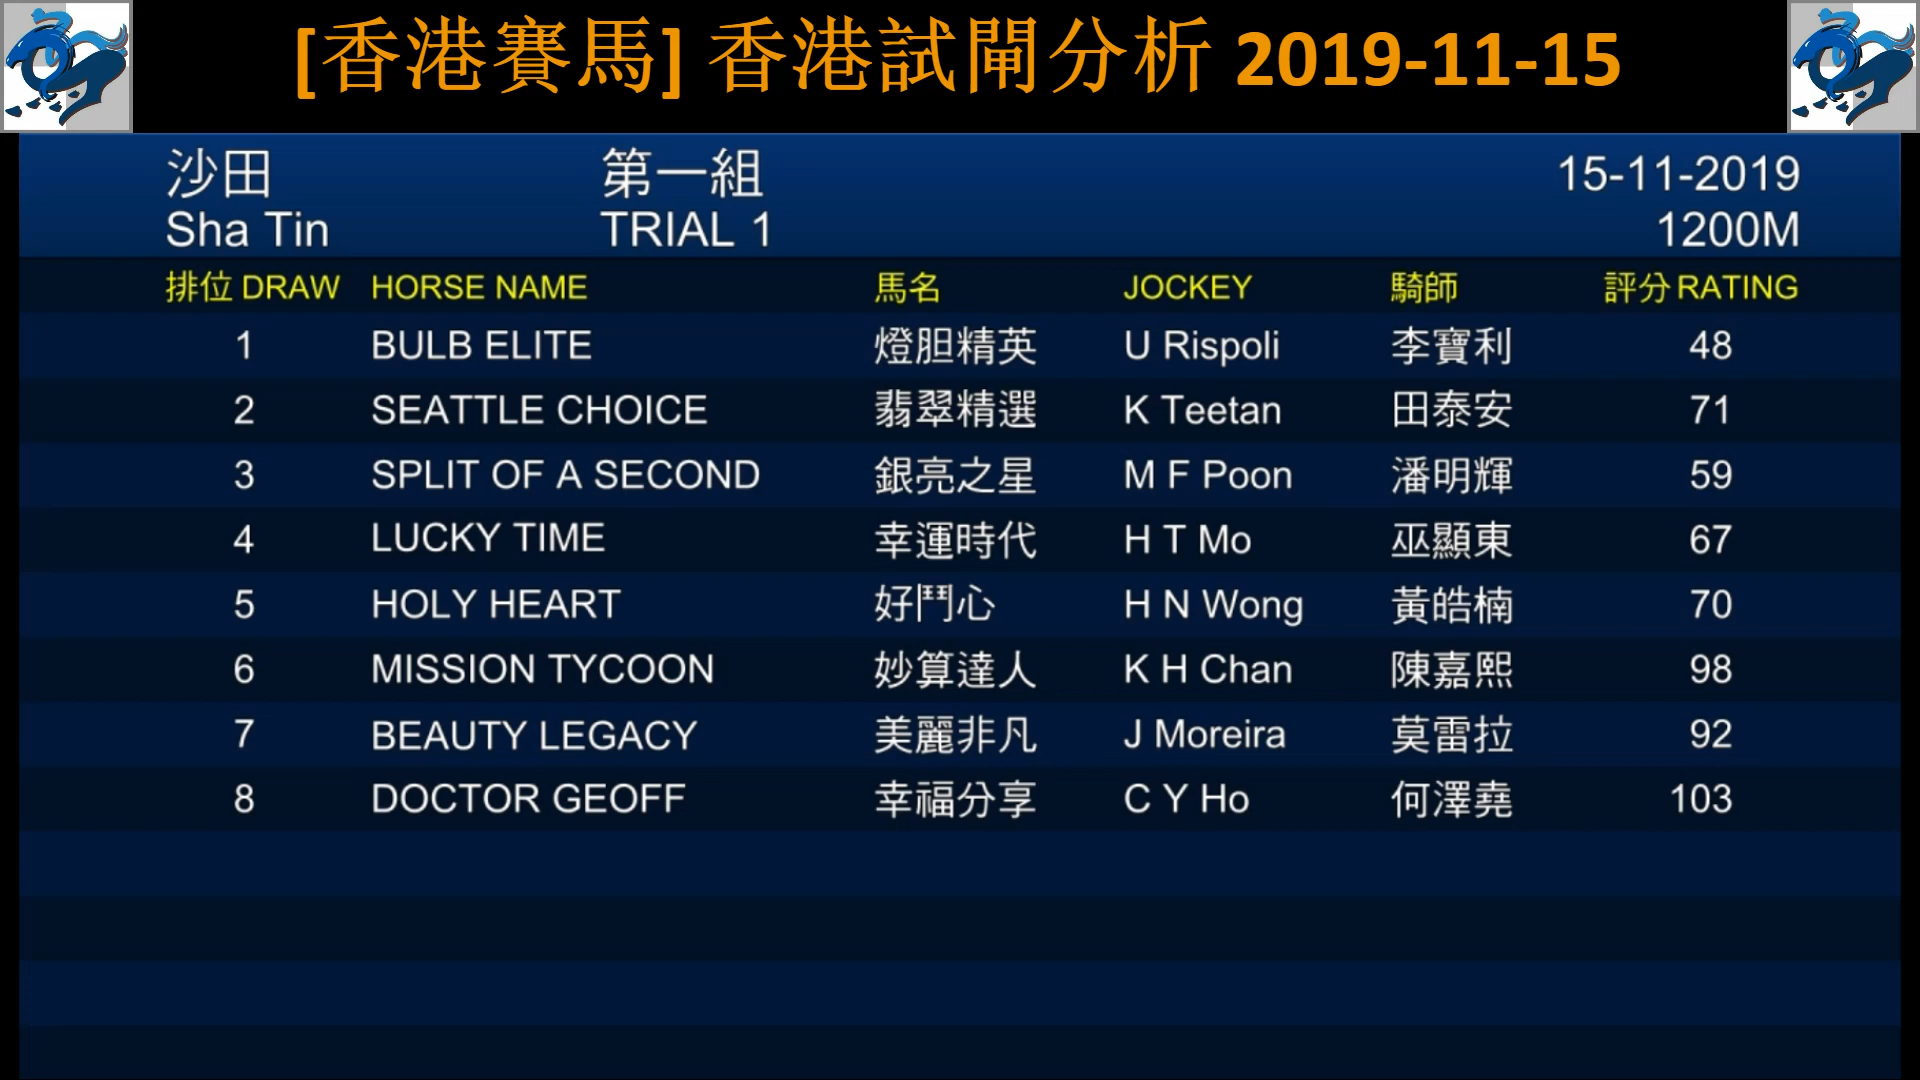 [香港賽馬] 香港試閘分析 2019-11-15
沙田 第一組 15-11-2019
Sha Tin TRIAL 1 1200M
排位 DRAW HORSE NAME 馬名 JOCKEY 騎師 評分 RATING
1 BULB ELITE 燈胆精英 U Rispoli 李寶利 48
2 SEATTLE CHOICE 翡翠精選 K Teetan 田泰安 71
3 SPLIT OF A SECOND 銀亮之星 M F Poon 潘明輝 59
4 LUCKY TIME 幸運時代 H T Mo 巫顯東 67
5 HOLY HEART 好鬥心 H N Wong 黃皓楠 70
6 MISSION TYCOON 妙算達人 K H Chan 陳嘉熙 98
7 BEAUTY LEGACY 美麗非凡 J Moreira 莫雷拉 92
8 DOCTOR GEOFF 幸福分享 C Y Ho 何澤堯 103